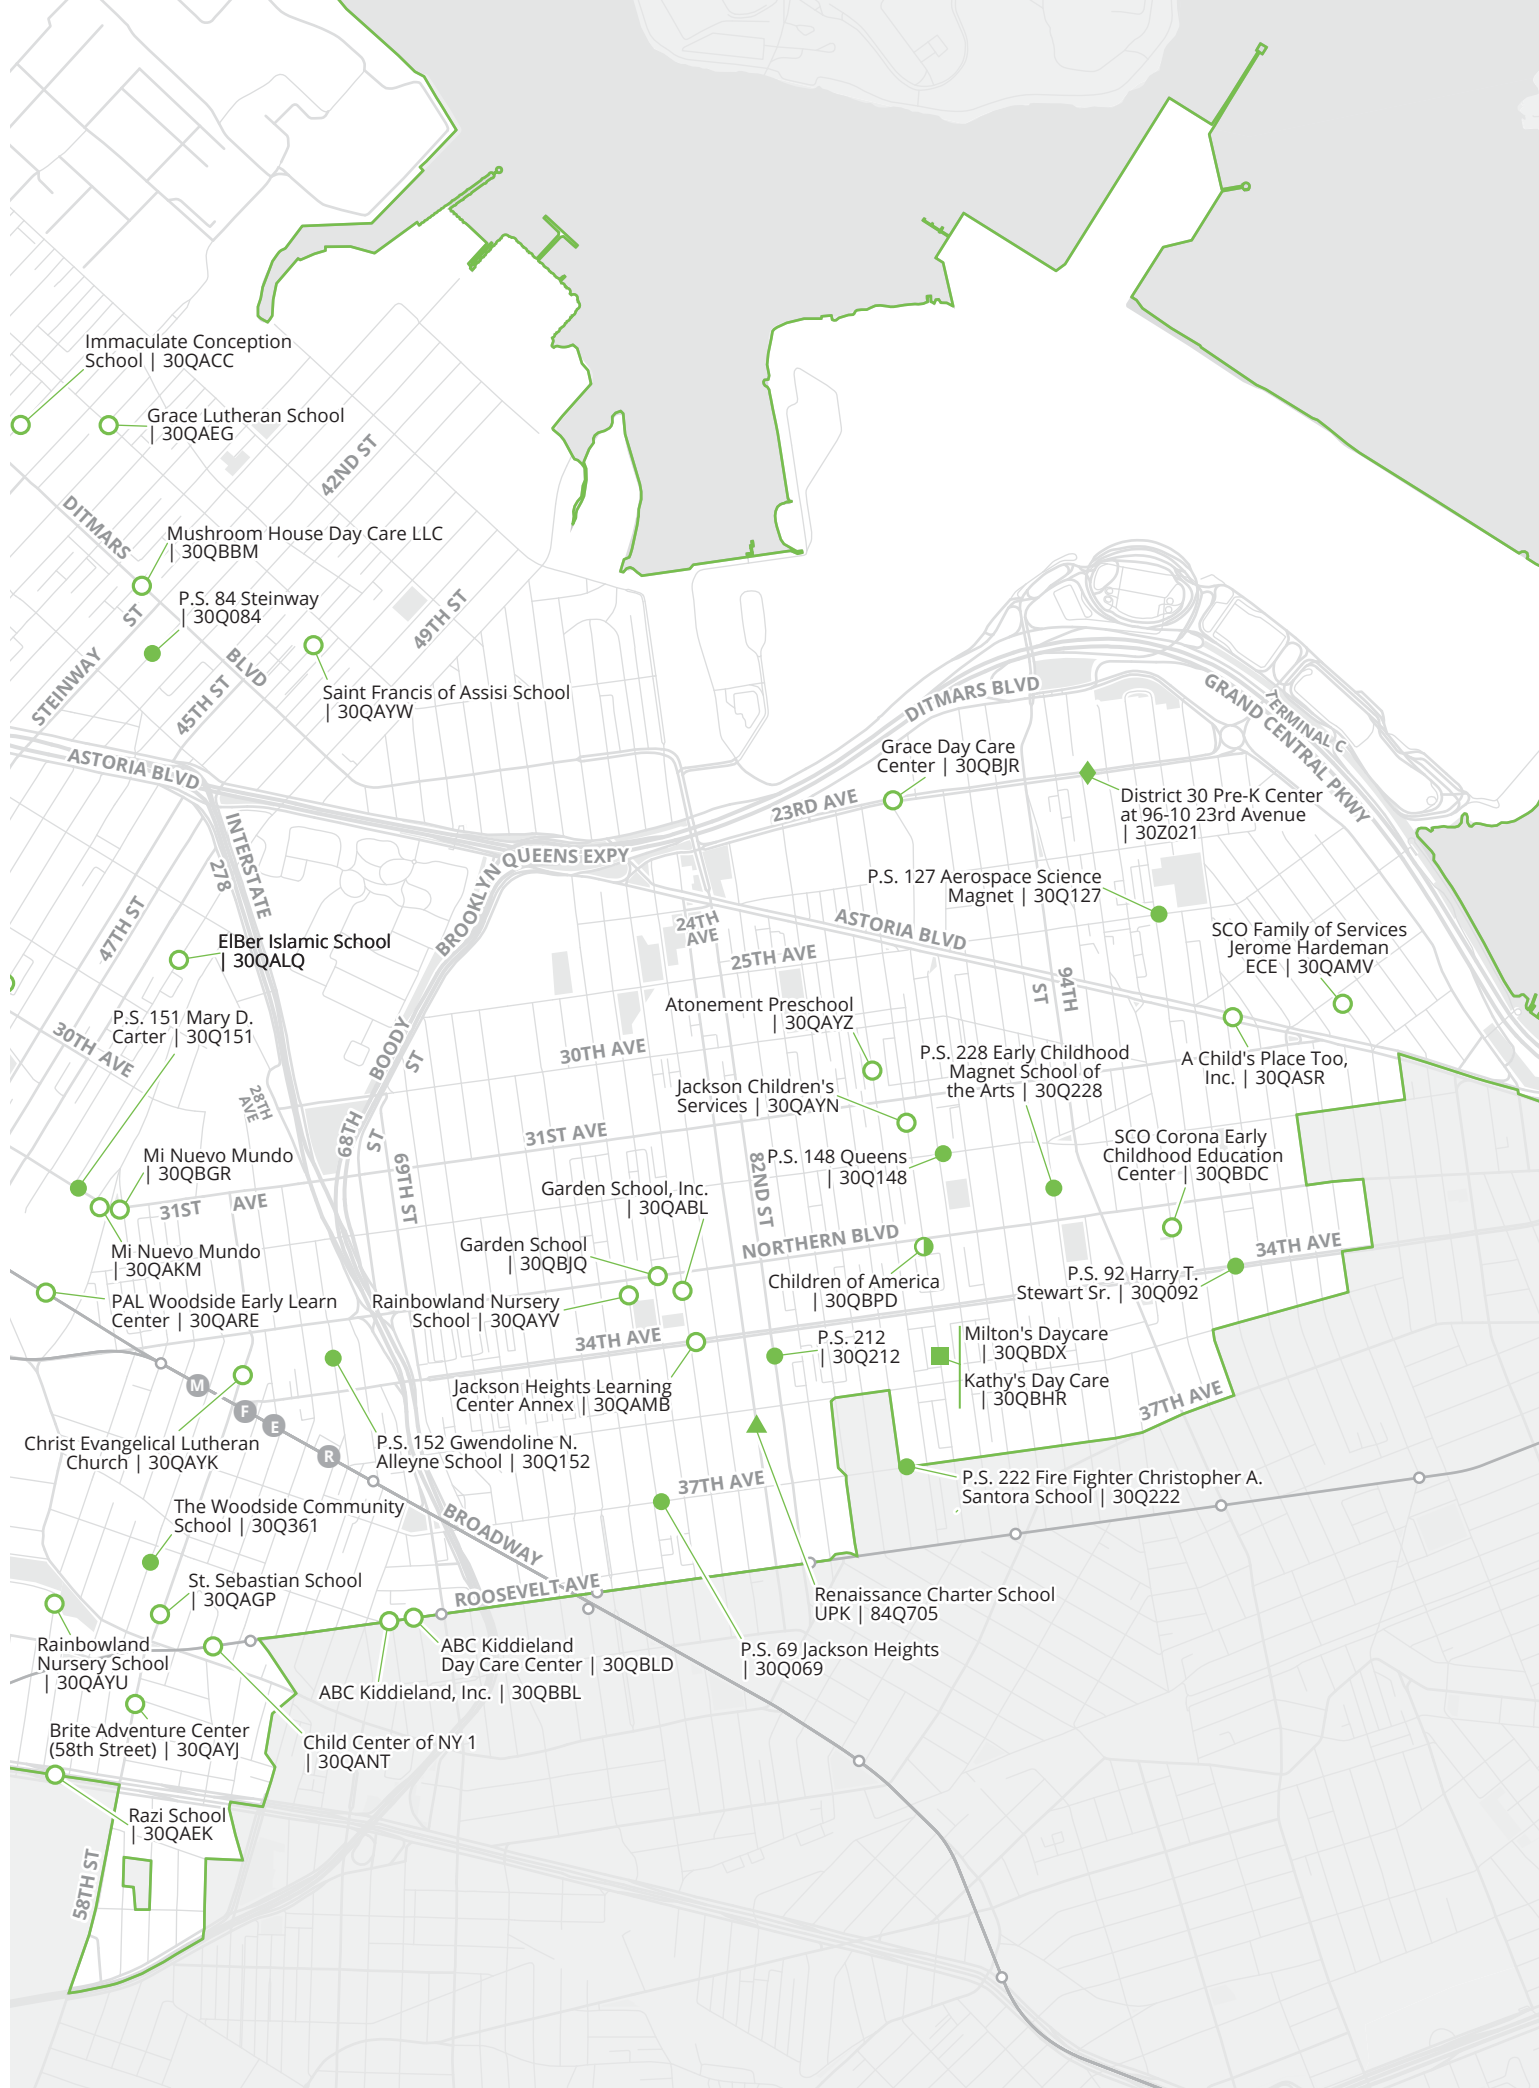 Immaculate Conception
School | 30QACC
Grace Lutheran School
| 30QAEG
42ND ST
DITMARS
Mushroom House Day Care LLC
| 30QBBM
P.S. 84 Steinway
| 30Q084
ST
49TH ST
STEINWAY
45TH ST
BLVD
Saint Francis of Assisi School
| 30QAYW
DITMARS BLVD
GRAND CENTRAL PKWY
TERMINAL C
ASTORIA BLVD
Grace Day Care
Center | 30QBJR
23RD AVE
District 30 Pre-K Center
at 96-10 23rd Avenue
| 30Z021
INTERSTATE
278
BROOKLYN QUEENS EXPY
P.S. 127 Aerospace Science
Magnet | 30Q127
47TH ST
ElBer Islamic School
| 30QALQ
24TH
AVE
25TH AVE
ASTORIA BLVD
SCO Family of Services
Jerome Hardeman
ECE | 30QAMV
94TH
ST
P.S. 151 Mary D.
Carter | 30Q151
30TH AVE
BOODY
ST
30TH AVE
Atonement Preschool
| 30QAYZ
P.S. 228 Early Childhood
Magnet School of
the Arts | 30Q228
A Child's Place Too,
Inc. | 30QASR
28TH
AVE
Jackson Children's
Services | 30QAYN
68TH
ST
31ST AVE
SCO Corona Early
Childhood Education
Center | 30QBDC
Mi Nuevo Mundo
| 30QBGR
P.S. 148 Queens
| 30Q148
69TH ST
82ND ST
Garden School, Inc.
| 30QABL
31ST AVE
Mi Nuevo Mundo
| 30QAKM
Garden School
| 30QBJQ
NORTHERN BLVD
34TH AVE
Children of America
| 30QBPD
P.S. 92 Harry T.
Stewart Sr. | 30Q092
PAL Woodside Early Learn
Center | 30QARE
Rainbowland Nursery
School | 30QAYV
34TH AVE
P.S. 212
| 30Q212
Milton's Daycare
| 30QBDX
Kathy's Day Care
| 30QBHR
M
F
E
R
Jackson Heights Learning
Center Annex | 30QAMB
37TH AVE
Christ Evangelical Lutheran
Church | 30QAYK
P.S. 152 Gwendoline N.
Alleyne School | 30Q152
37TH AVE
P.S. 222 Fire Fighter Christopher A.
Santora School | 30Q222
The Woodside Community
School | 30Q361
BROADWAY
St. Sebastian School
| 30QAGP
ROOSEVELT AVE
Renaissance Charter School
UPK | 84Q705
Rainbowland
Nursery School
| 30QAYU
ABC Kiddieland
Day Care Center | 30QBLD
P.S. 69 Jackson Heights
| 30Q069
ABC Kiddieland, Inc. | 30QBBL
Brite Adventure Center
(58th Street) | 30QAYJ
Child Center of NY 1
| 30QANT
Razi School
| 30QAEK
58TH ST